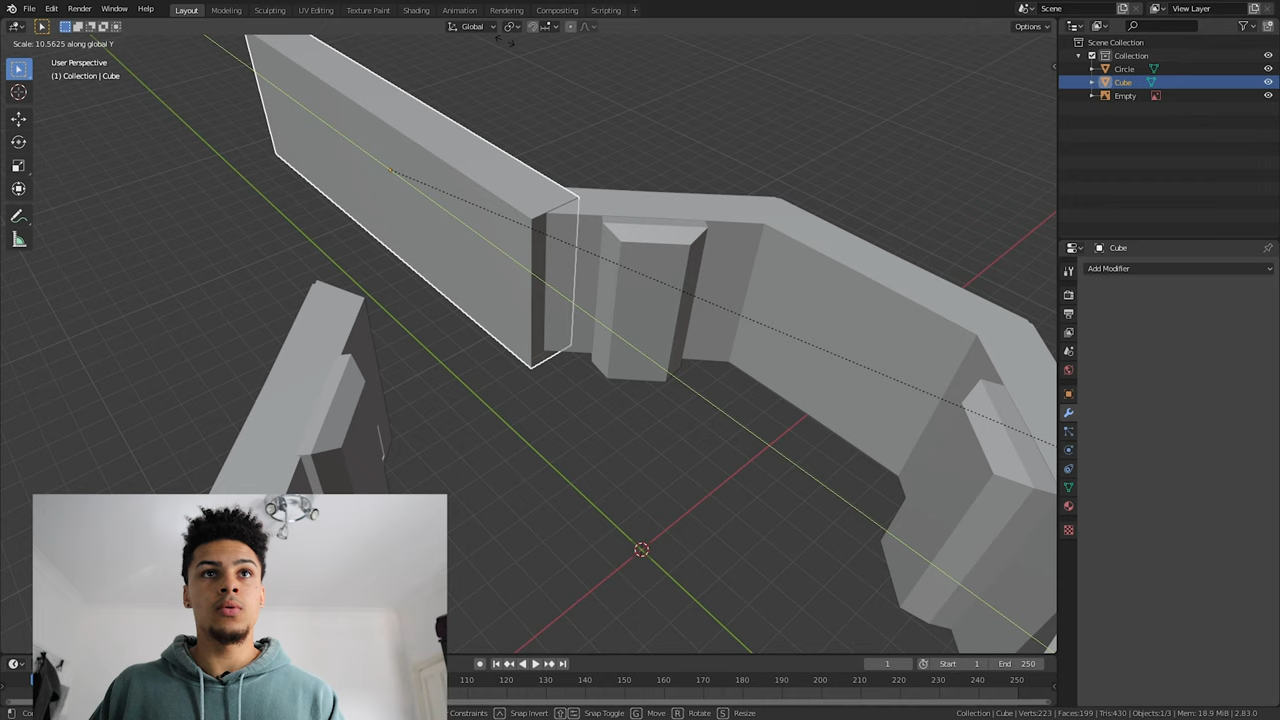 File Edit Render Window Help
Layout Modeling Sculpting UV Editing Texture Paint Shading Animation Rendering Compositing Scripting +
Scene
View Layer
Global
Options
Scale: 10.5625 along global Y
User Perspective
(1) Collection | Cube
Scene Collection
Collection
Circle
Cube
Empty
Cube
Add Modifier
1
Start 1
End 250
110 120 130 140 150 160 170 180 190 200 210 220 230 240 250
Constraints Snap Invert Snap Toggle G Move R Rotate S Resize
Collection | Cube | Verts:223 | Faces:199 | Tris:430 | Objects:1/3 | Mem: 18.9 MiB | 2.83.0